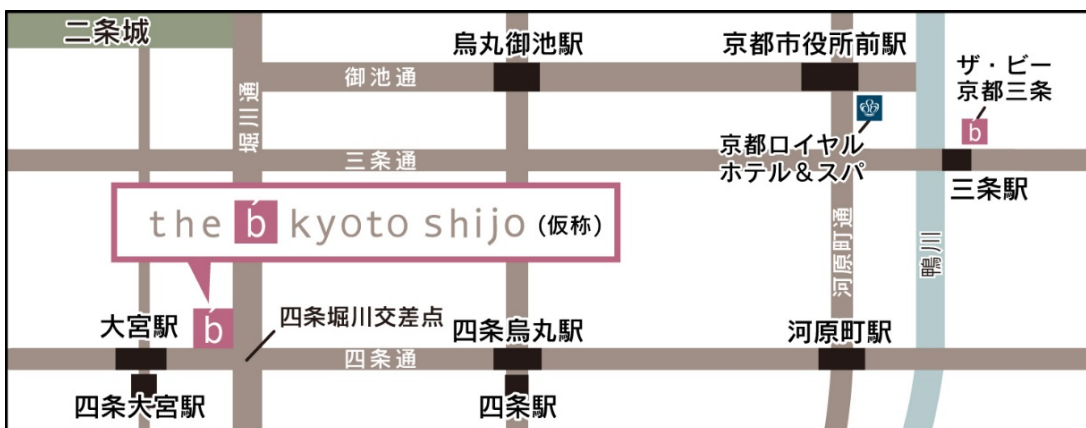 二条城
烏丸御池駅
京都市役所前駅
ザ・ビー
京都三条
御池通
堀川通
b
京都ロイヤル
ホテル&スパ
三条通
三条駅
the b kyoto shijo (仮称)
河原町通
鴨川
b
大宮駅
四条堀川交差点
四条烏丸駅
河原町駅
四条通
四条大宮駅
四条駅